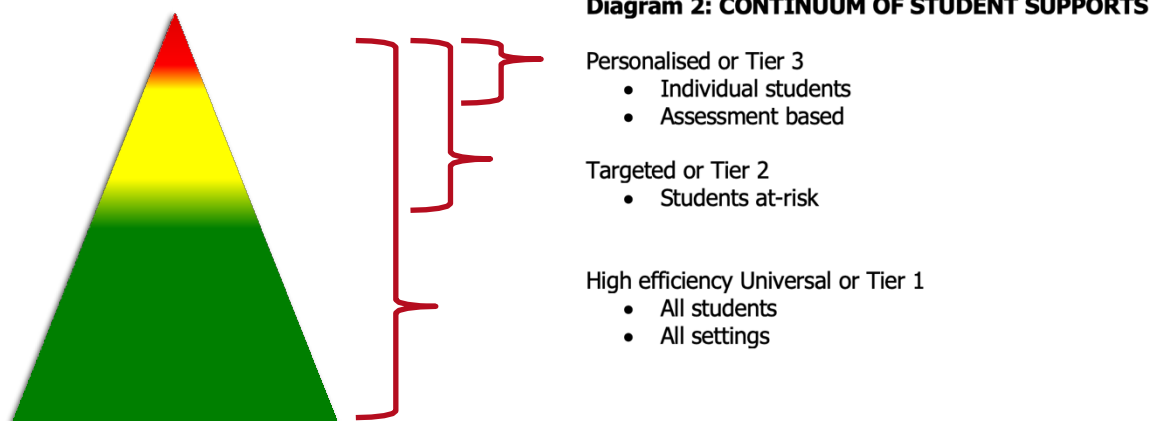 Diagram 2: CONTINUUM OF STUDENT SUPPORTS
Personalised or Tier 3
• Individual students
• Assessment based
Targeted or Tier 2
• Students at-risk
High efficiency Universal or Tier 1
• All students
• All settings